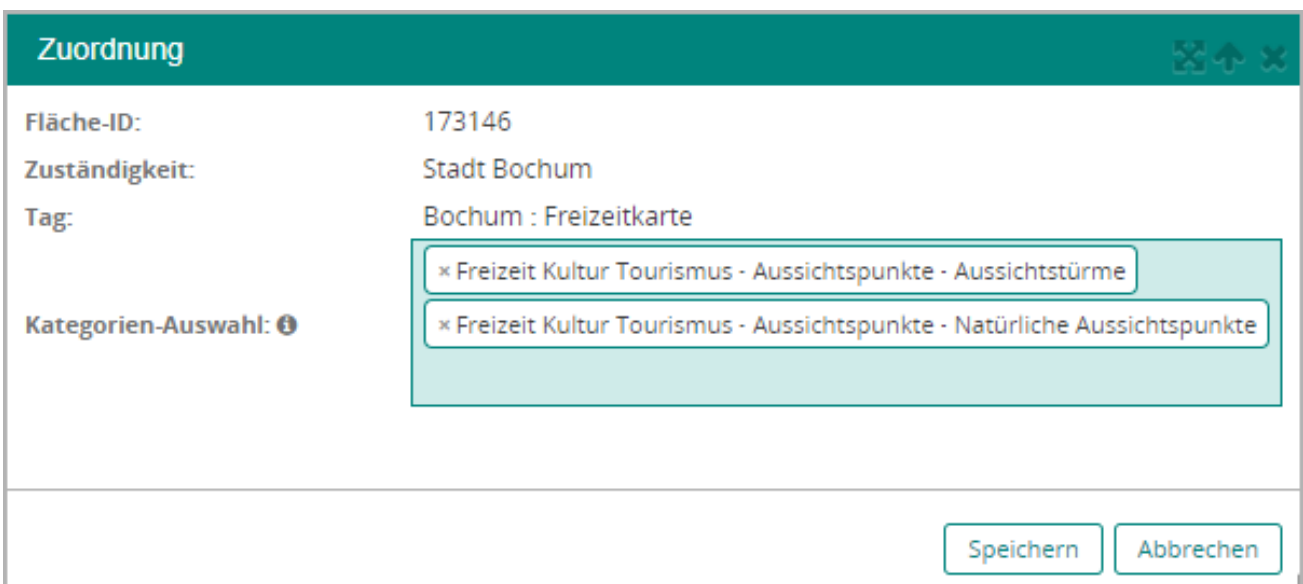 Zuordnung
Fläche-ID: 173146
Zuständigkeit: Stadt Bochum
Tag: Bochum : Freizeitkarte
× Freizeit Kultur Tourismus - Aussichtspunkte - Aussichtstürme
Kategorien-Auswahl: × Freizeit Kultur Tourismus - Aussichtspunkte - Natürliche Aussichtspunkte
Speichern Abbrechen